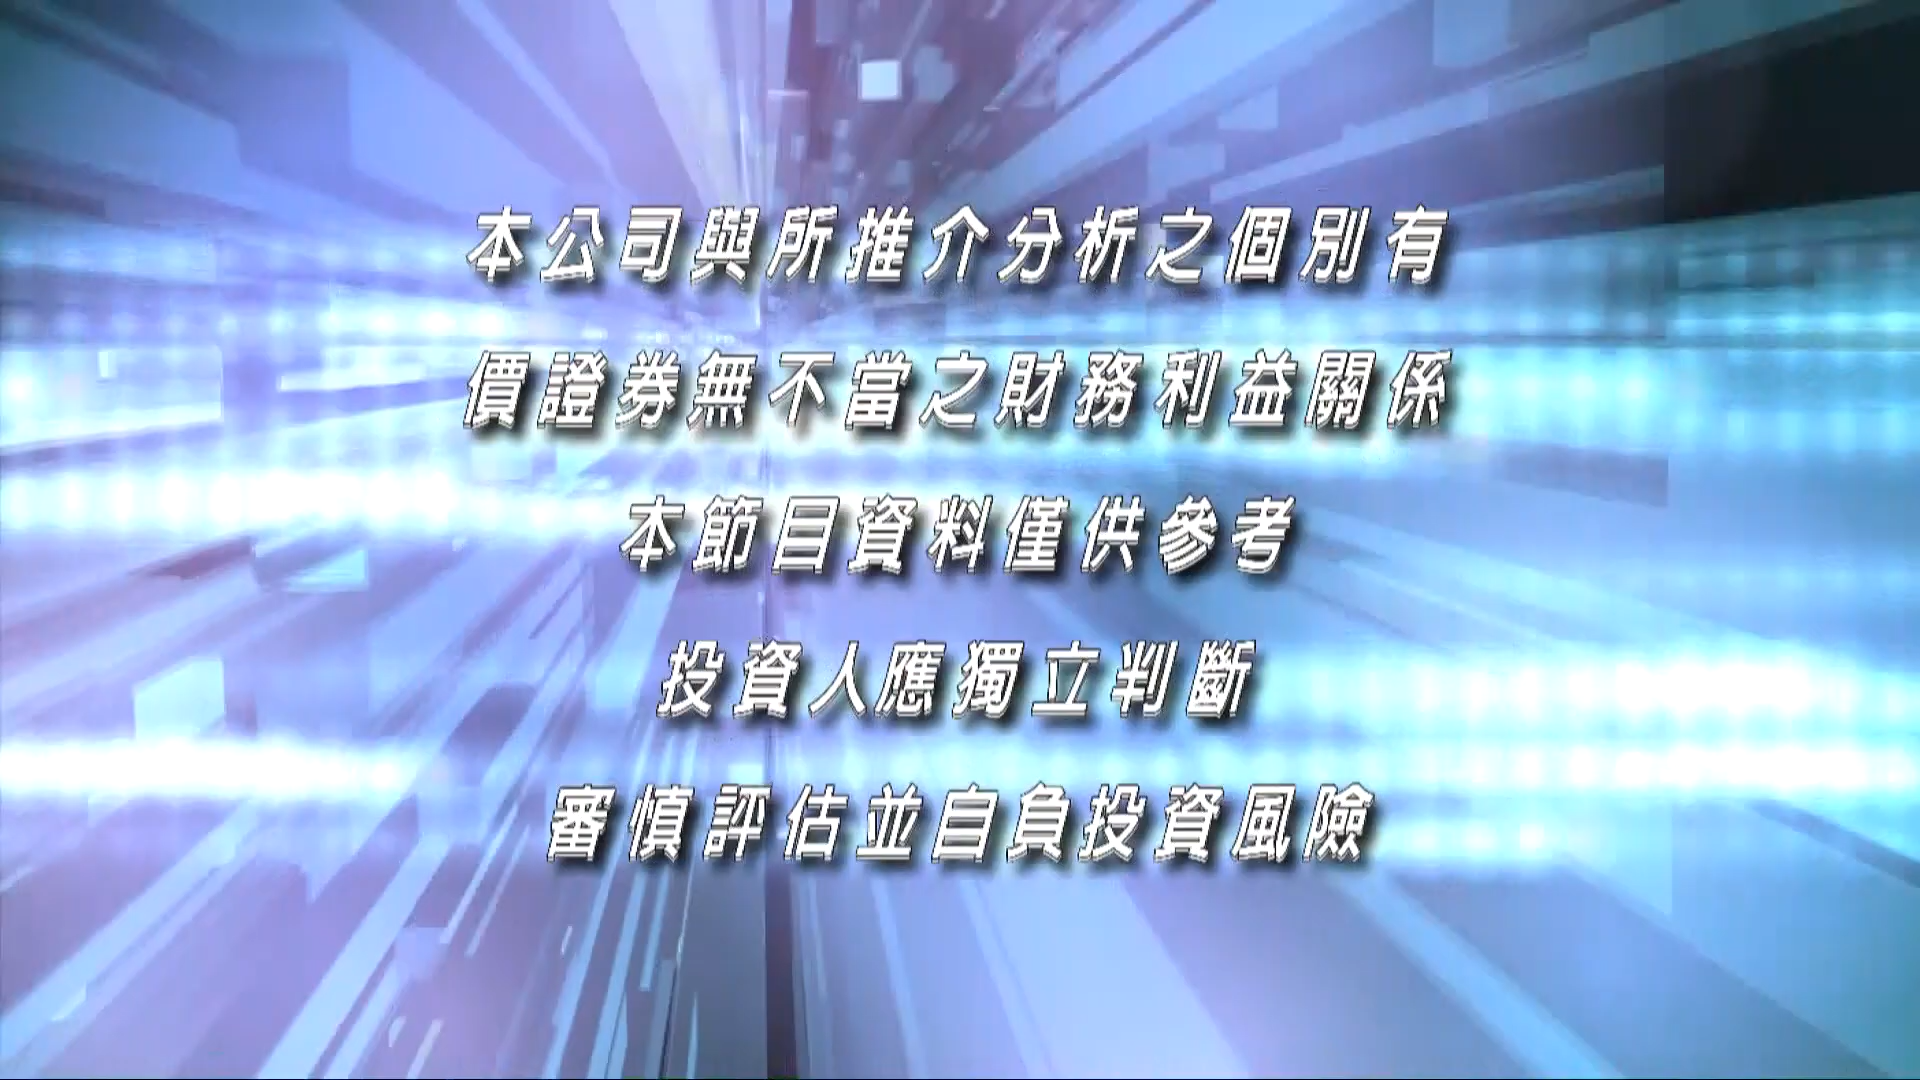 本公司與所推介分析之個別有
價證券無不當之財務利益關係
本節目資料僅供參考
投資人應獨立判斷
審慎評估並自負投資風險